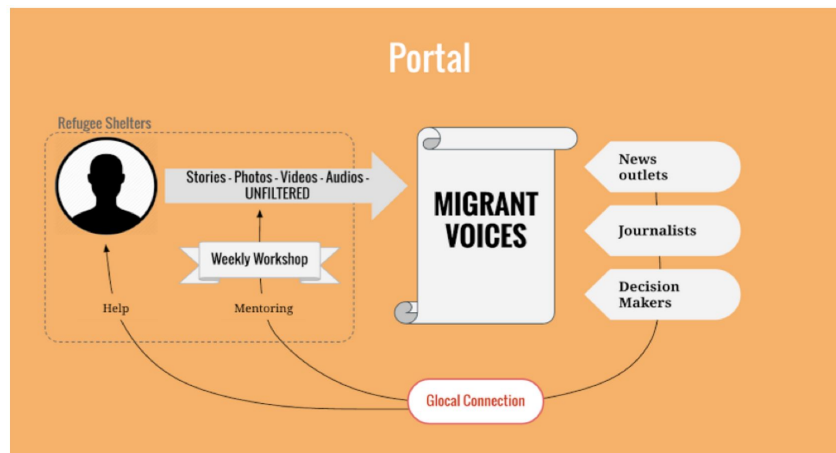 Portal
Refugee Shelters
Stories - Photos - Videos - Audios -
UNFILTERED
Weekly Workshop
Help
Mentoring
MIGRANT
VOICES
News
outlets
Journalists
Decision
Makers
Glocal Connection